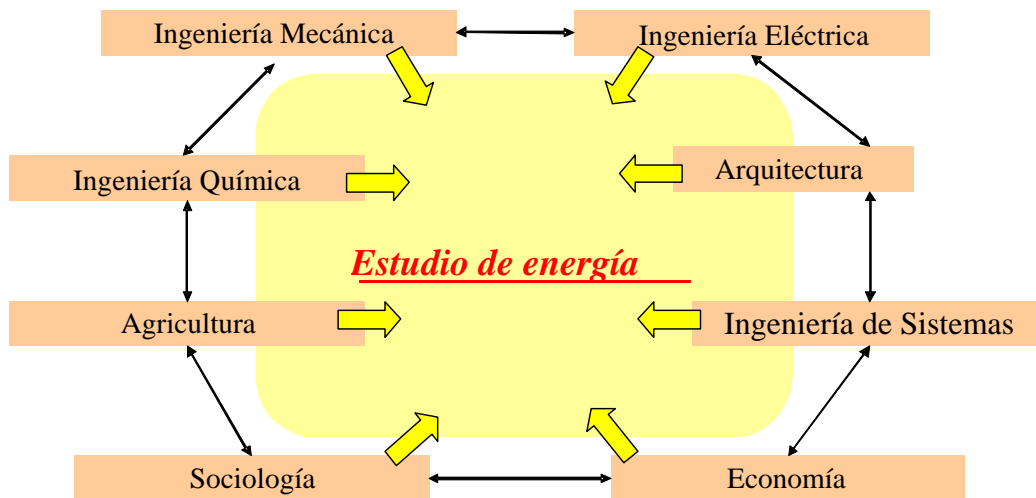 Ingeniería Mecánica
Ingeniería Eléctrica
Ingeniería Química
Arquitectura
Estudio de energía
Agricultura
Ingeniería de Sistemas
Sociología
Economía